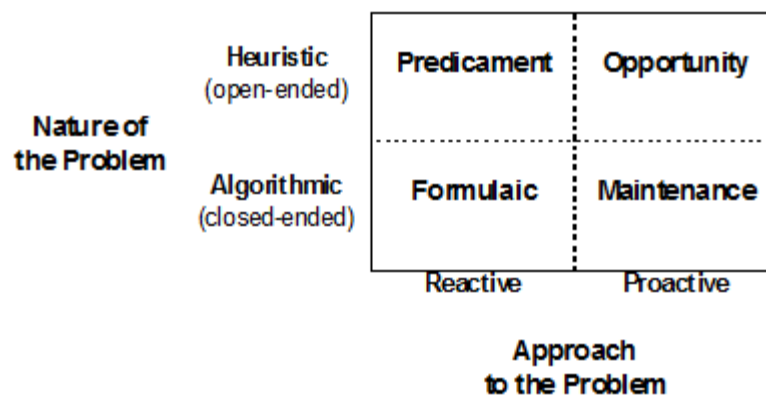 Heuristic
(open-ended)
Predicament
Opportunity
Nature of
the Problem
Algorithmic
(closed-ended)
Formulaic
Maintenance
Reactive
Proactive
Approach
to the Problem